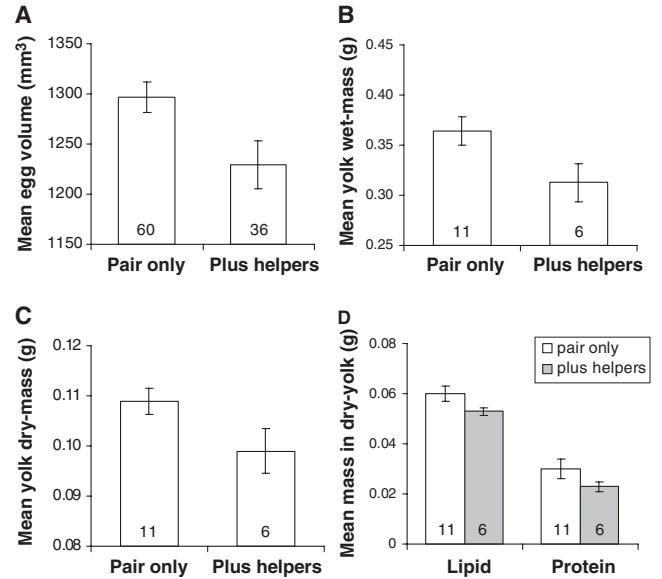 A
Mean egg volume (mm³)
1350
1300
1250
1200
1150
60
36
Pair only
Plus helpers
B
Mean yolk wet-mass (g)
0.45
0.40
0.35
0.30
0.25
11
6
Pair only
Plus helpers
C
Mean yolk dry-mass (g)
0.12
0.11
0.10
0.09
0.08
11
6
Pair only
Plus helpers
D
Mean mass in dry-yolk (g)
0.08
0.06
0.04
0.02
0
pair only
plus helpers
11
6
11
6
Lipid
Protein